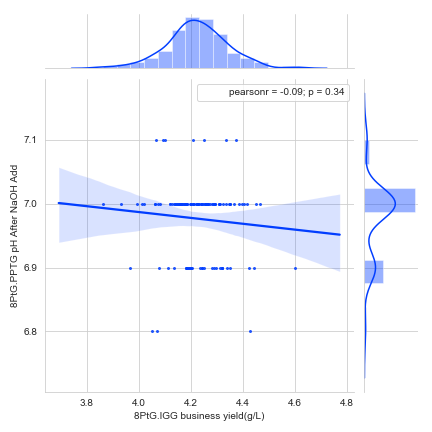 pearsonr = -0.09; p = 0.34
7.1
7.0
6.9
6.8
8PtG.PPTG pH After NaOH Add
3.8 4.0 4.2 4.4 4.6 4.8
8PtG.IGG business yield(g/L)